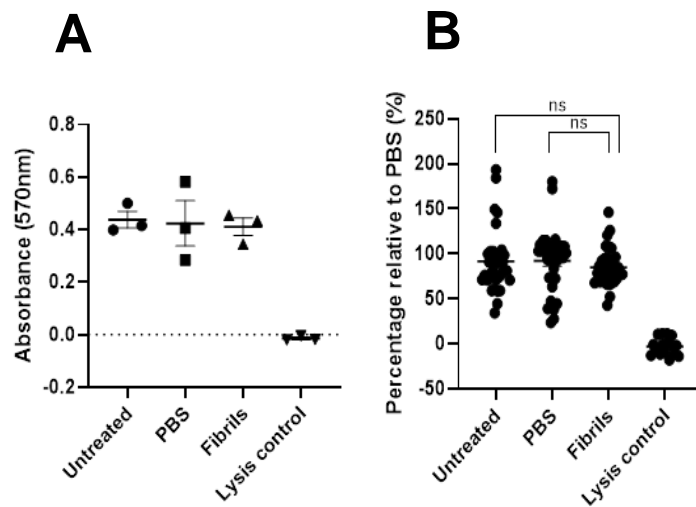 A
Absorbance (570nm)
0.8
0.6
0.4
0.2
0.0
-0.2
Untreated
PBS
Fibrils
Lysis control
B
Percentage relative to PBS (%)
250
200
150
100
50
0
-50
ns
ns
Untreated
PBS
Fibrils
Lysis control